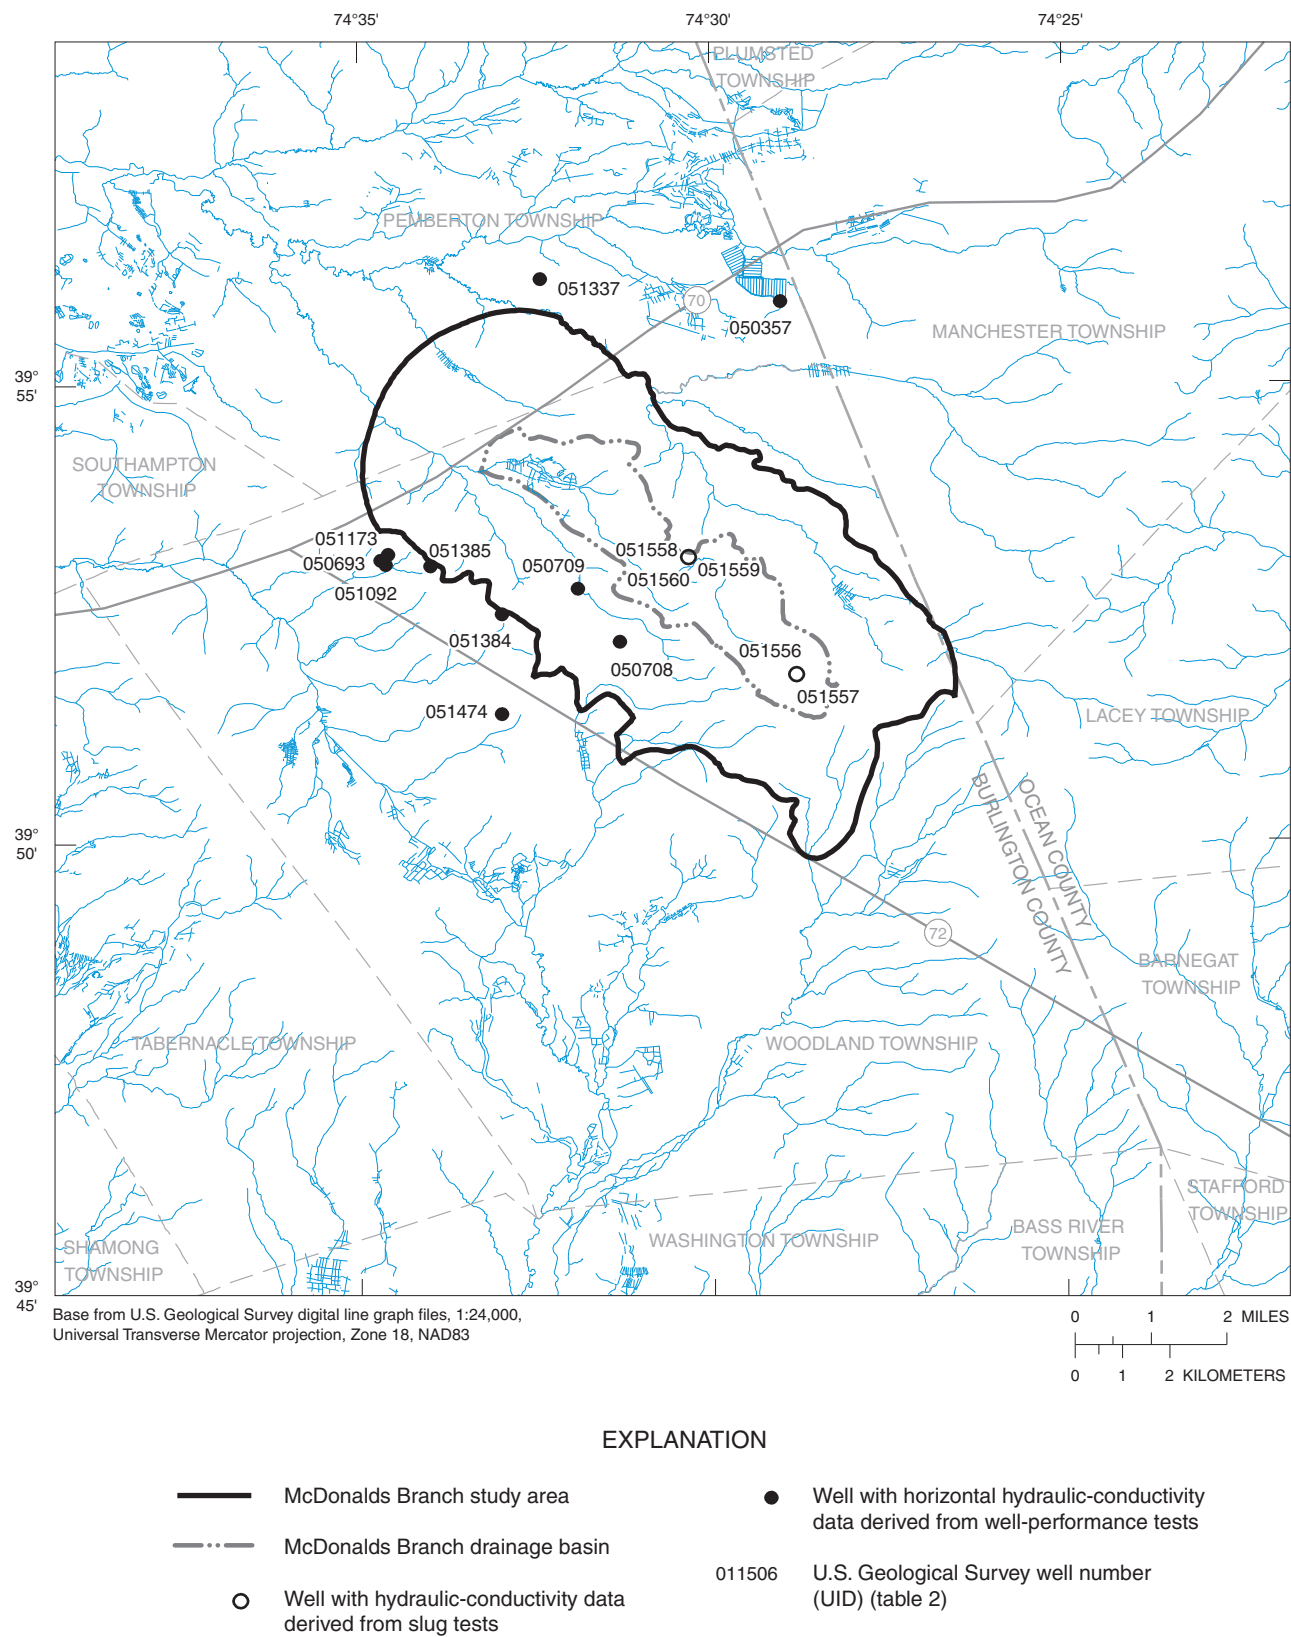 74°35'
74°30'
74°25'
PLUMSTED
TOWNSHIP
PEMBERTON TOWNSHIP
051337
70
050357
MANCHESTER TOWNSHIP
39°
55'
SOUTHAMPTON
TOWNSHIP
051173
050693
051092
051385
050709
051558
051560
051559
051384
050708
051556
051557
051474
LACEY TOWNSHIP
OCEAN COUNTY
BURLINGTON COUNTY
39°
50'
72
BARNEGAT
TOWNSHIP
TABERNACLE TOWNSHIP
WOODLAND TOWNSHIP
STAFFORD
TOWNSHIP
BASS RIVER
TOWNSHIP
WASHINGTON TOWNSHIP
SHAMONG
TOWNSHIP
39°
45'
Base from U.S. Geological Survey digital line graph files, 1:24,000,
Universal Transverse Mercator projection, Zone 18, NAD83
0 1 2 MILES
0 1 2 KILOMETERS
EXPLANATION
McDonalds Branch study area
McDonalds Branch drainage basin
Well with hydraulic-conductivity data
derived from slug tests
Well with horizontal hydraulic-conductivity
data derived from well-performance tests
011506 U.S. Geological Survey well number
(UID) (table 2)